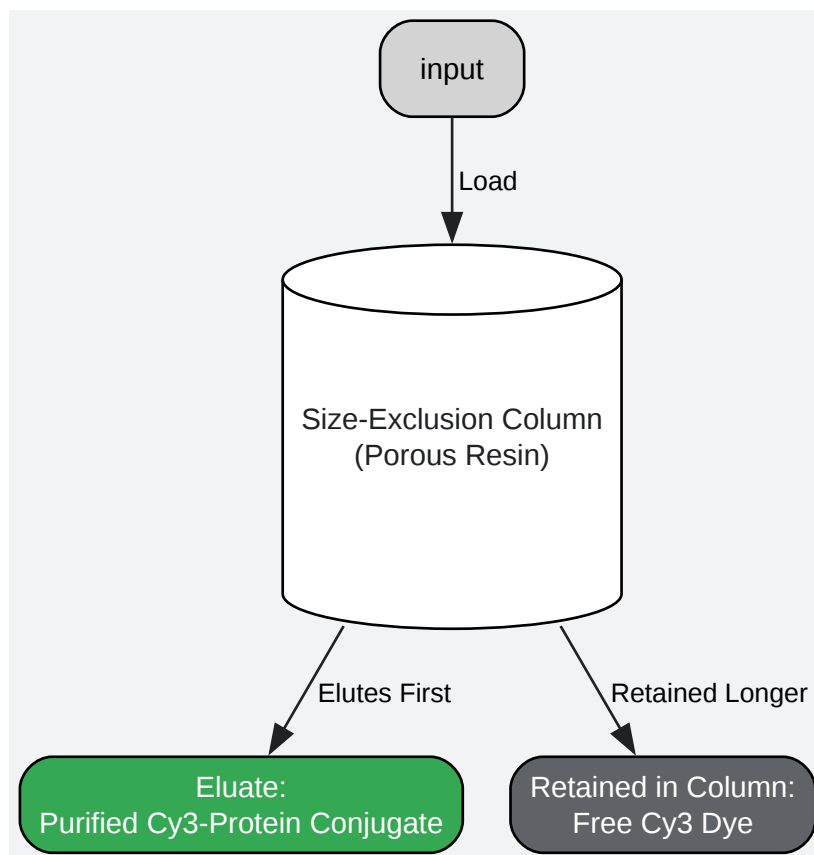 input
Load
Size-Exclusion Column
(Porous Resin)
Elutes First
Retained Longer
Eluate:
Purified Cy3-Protein Conjugate
Retained in Column:
Free Cy3 Dye